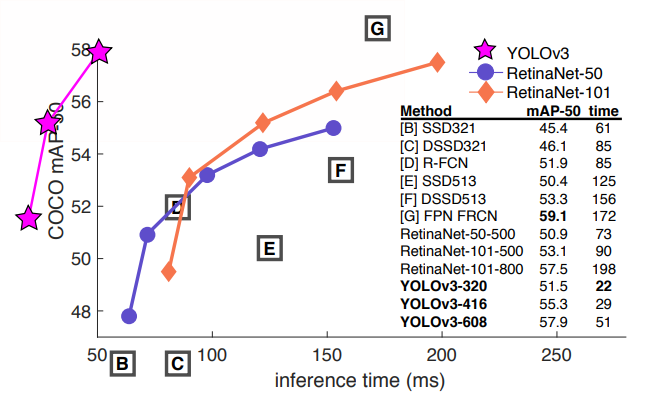 G
58
YOLOv3
RetinaNet-50
RetinaNet-101
56
COCO mAP-50
Method mAP-50 time
[B] SSD321 45.4 61
[C] DSSD321 46.1 85
[D] R-FCN 51.9 85
[E] SSD513 50.4 125
[F] DSSD513 53.3 156
[G] FPN FRCN 59.1 172
RetinaNet-50-500 50.9 73
RetinaNet-101-500 53.1 90
RetinaNet-101-800 57.5 198
YOLOv3-320 51.5 22
YOLOv3-416 55.3 29
YOLOv3-608 57.9 51
54
F
52
D
E
50
48
50 100 150 200 250
B C
inference time (ms)